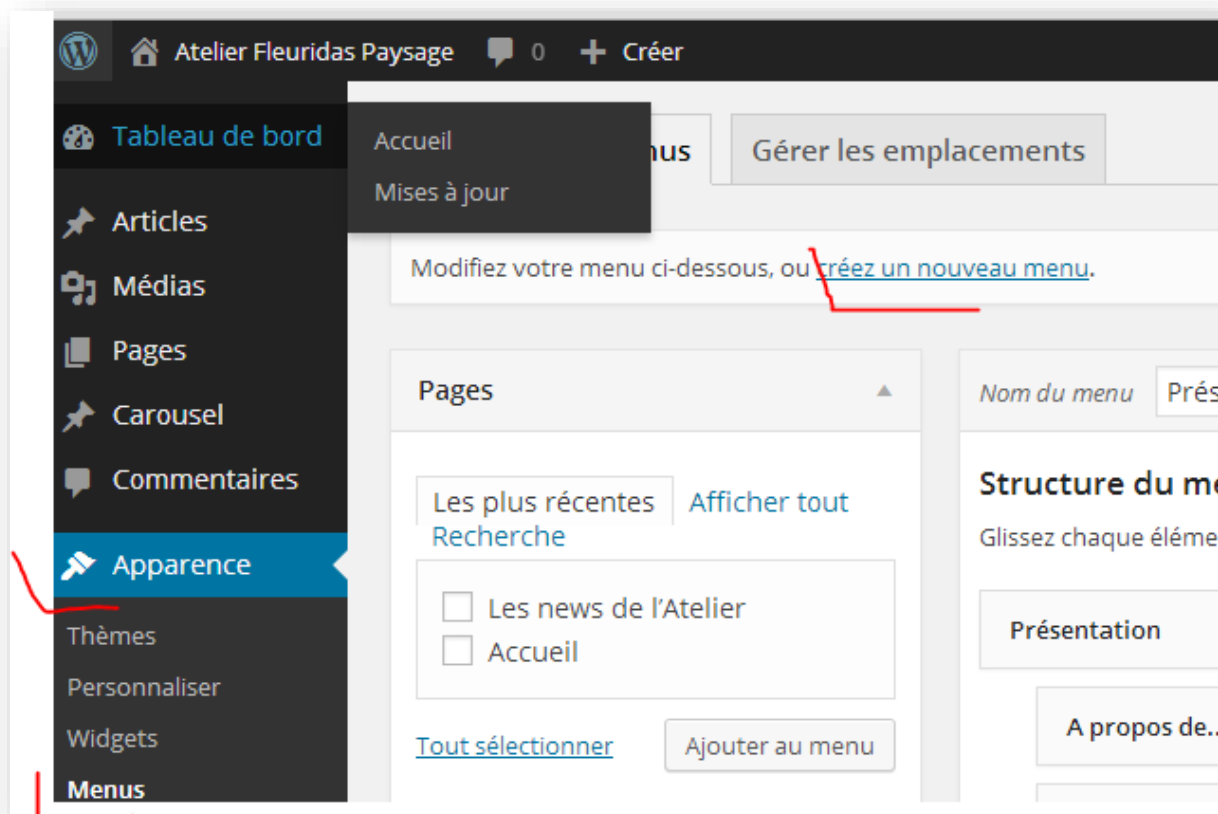 Atelier Fleuridas Paysage 0 + Créer
Tableau de bord
Accueil
Mises à jour
Gérer les emplacements
Articles
Médias
Pages
Carousel
Commentaires
Apparence
Thèmes
Personnaliser
Widgets
Menus
Modifiez votre menu ci-dessous, ou créez un nouveau menu.
Pages
Les plus récentes Afficher tout
Recherche
Les news de l'Atelier
Accueil
Tout sélectionner Ajouter au menu
Nom du menu Prés
Structure du me
Glissez chaque éléme
Présentation
A propos de..